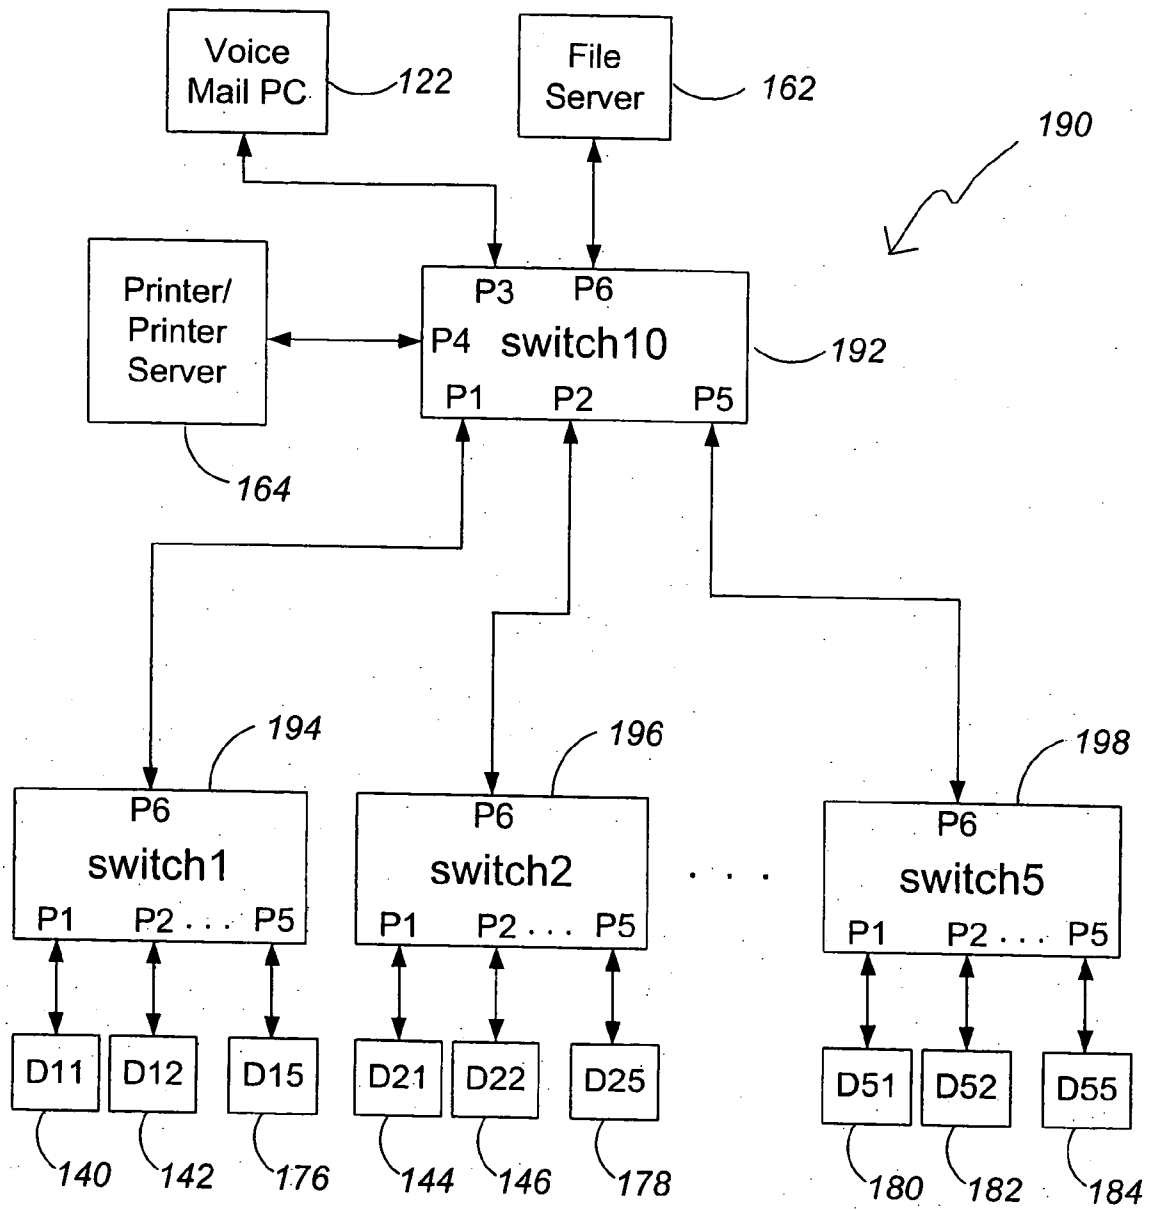 Voice
Mail PC
122
File
Server
162
190
Printer/
Printer
Server
164
P3 P6
P4 switch10
P1 P2 P5
192
194
P6
switch1
P1 P2 ... P5
196
P6
switch2
P1 P2 ... P5
. . .
198
P6
switch5
P1 P2 ... P5
D11 D12 D15 D21 D22 D25 D51 D52 D55
140 142 176 144 146 178 180 182 184